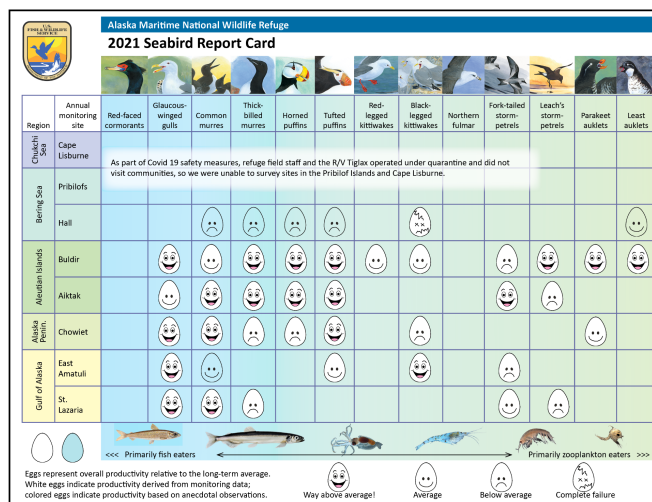 U.S.
FISH & WILDLIFE
SERVICE
Alaska Maritime National Wildlife Refuge
2021 Seabird Report Card
Region
Annual
monitoring
site
Red-faced
cormorants
Glaucous-
winged
gulls
Common
murres
Thick-
billed
murres
Horned
puffins
Tufted
puffins
Red-
legged
kittiwakes
Black-
legged
kittiwakes
Northern
fulmar
Fork-tailed
storm-
petrels
Leach's
storm-
petrels
Parakeet
auklets
Least
auklets
Chukchi
Sea
Cape
Lisburne
As part of Covid 19 safety measures, refuge field staff and the R/V Tiglax operated under quarantine and did not
visit communities, so we were unable to survey sites in the Pribilof Islands and Cape Lisburne.
Bering Sea
Pribilofs
Hall
Aleutian Islands
Buldir
Aiktak
Alaska
Penin.
Chowiet
Gulf of Alaska
East
Amatuli
St.
Lazaria
<<< Primarily fish eaters
Primarily zooplankton eaters >>>
Eggs represent overall productivity relative to the long-term average.
White eggs indicate productivity derived from monitoring data;
colored eggs indicate productivity based on anecdotal observations.
Way above average!
Average
Below average
Complete failure